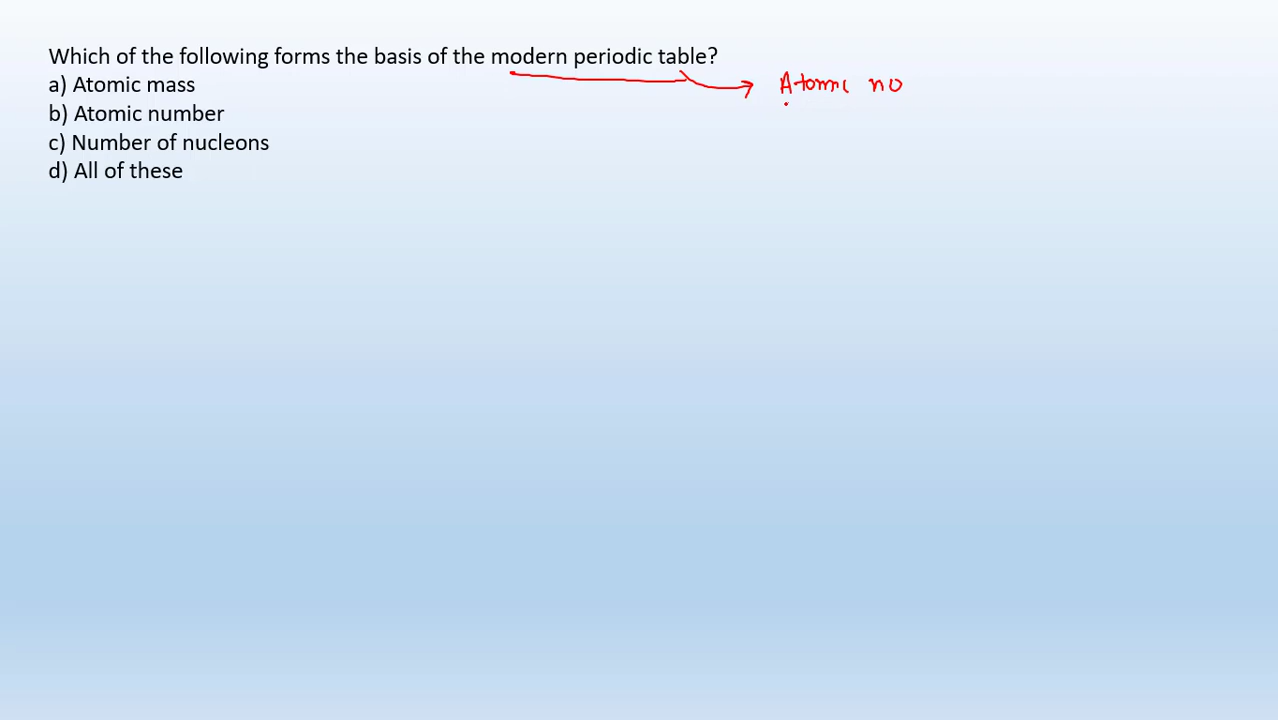 Which of the following forms the basis of the modern periodic table?
a) Atomic mass
Atomic no
b) Atomic number
c) Number of nucleons
d) All of these